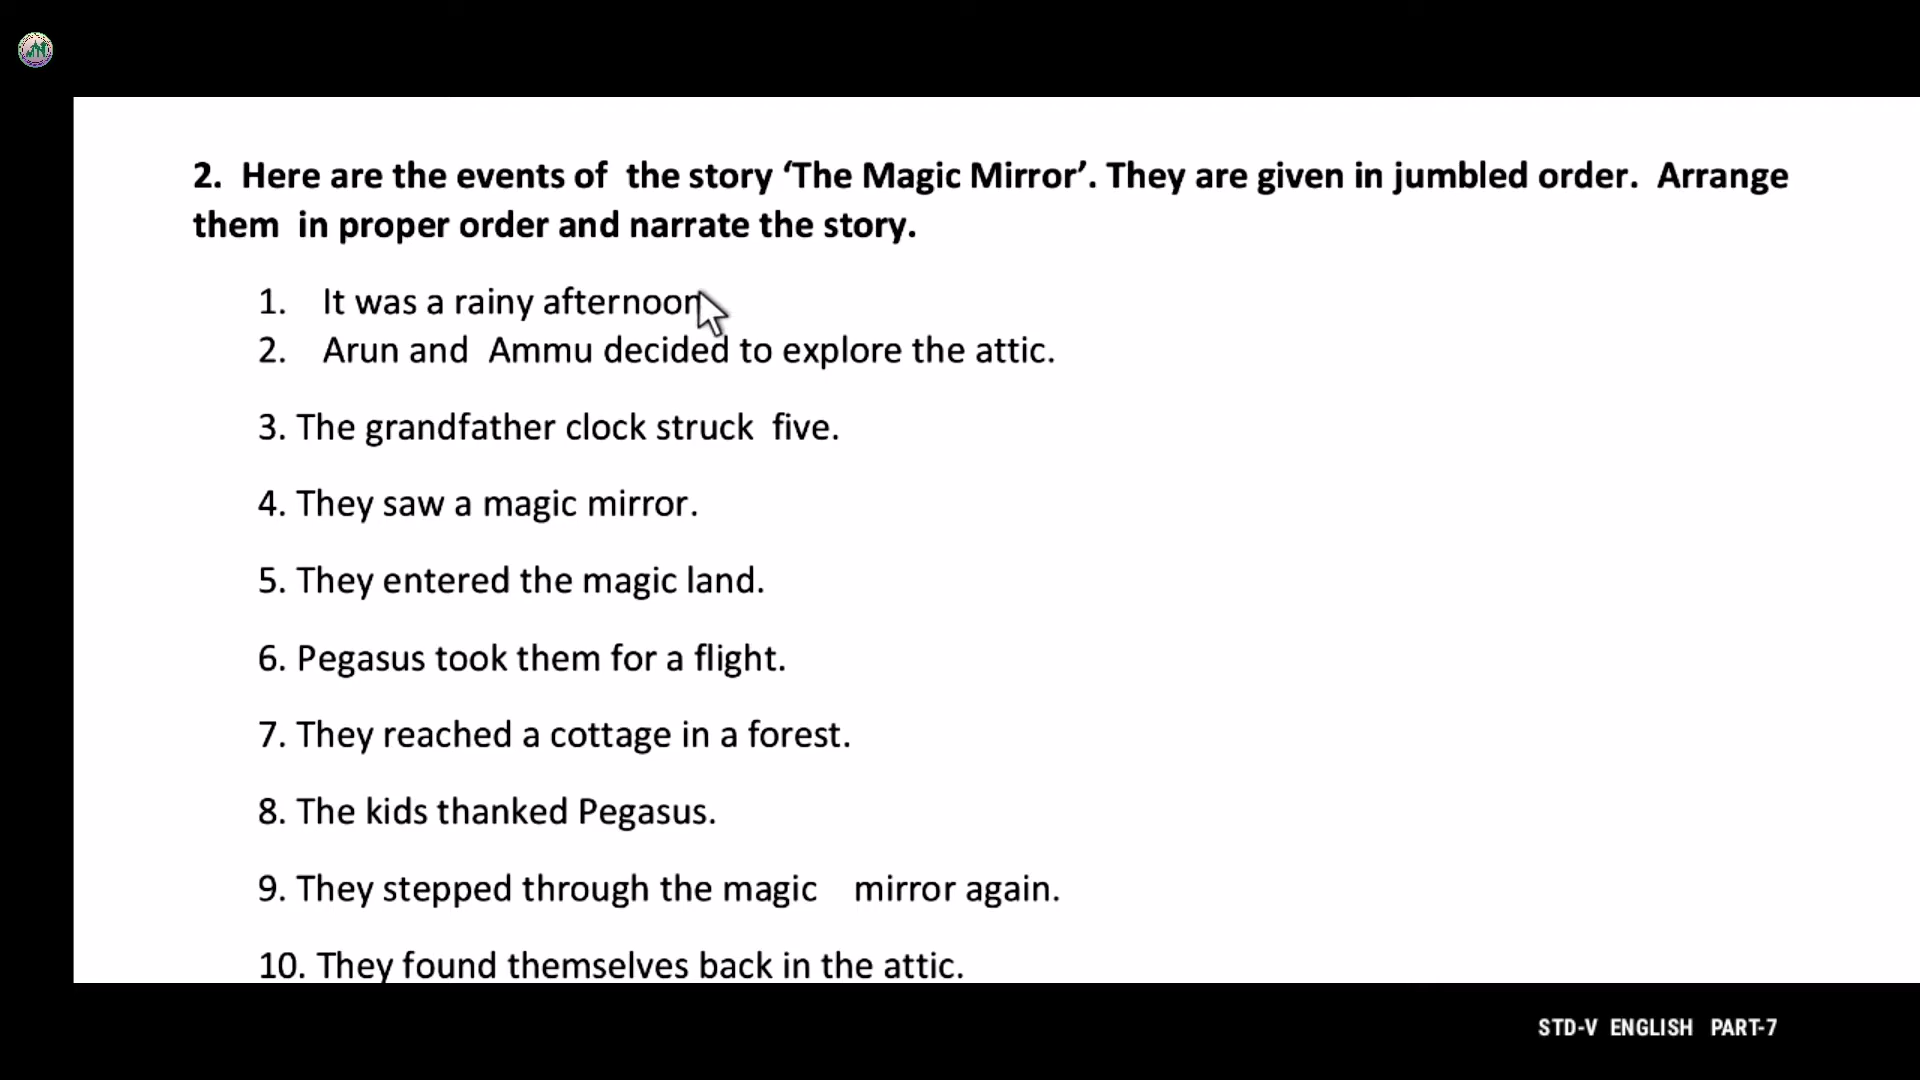 2. Here are the events of the story ‘The Magic Mirror’. They are given in jumbled order. Arrange
them in proper order and narrate the story.
1. It was a rainy afternoon
2. Arun and Ammu decided to explore the attic.
3. The grandfather clock struck five.
4. They saw a magic mirror.
5. They entered the magic land.
6. Pegasus took them for a flight.
7. They reached a cottage in a forest.
8. The kids thanked Pegasus.
9. They stepped through the magic mirror again.
10. They found themselves back in the attic.
STD-V ENGLISH PART-7